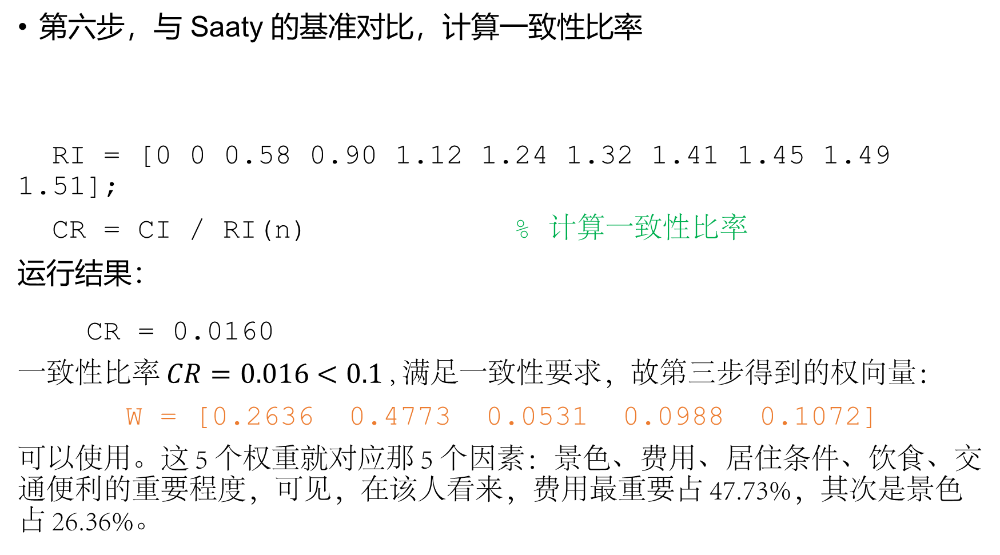 • 第六步，与 Saaty 的基准对比，计算一致性比率
RI = [0 0 0.58 0.90 1.12 1.24 1.32 1.41 1.45 1.49
1.51];
CR = CI / RI(n) % 计算一致性比率
运行结果：
CR = 0.0160
一致性比率 CR = 0.016 < 0.1 , 满足一致性要求，故第三步得到的权向量：
W = [0.2636 0.4773 0.0531 0.0988 0.1072]
可以使用。这 5 个权重就对应那 5 个因素：景色、费用、居住条件、饮食、交
通便利的重要程度，可见，在该人看来，费用最重要占 47.73%，其次是景色
占 26.36%。